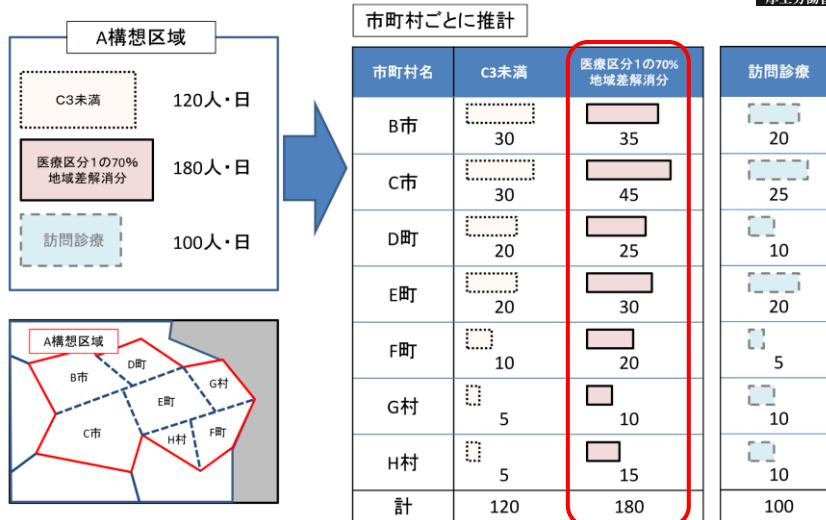 市町村ごとに推計
A構想区域
C3未満 120人・日
医療区分1の70%
地域差解消分 180人・日
訪問診療 100人・日
市町村名 C3未満 医療区分1の70%
地域差解消分 訪問診療
B市 30 35 20
C市 30 45 25
D町 20 25 10
E町 20 30 20
F町 10 20 5
G村 5 10 10
H村 5 15 10
計 120 180 100
A構想区域
D町
B市
G村
E町
C市
H村
F町